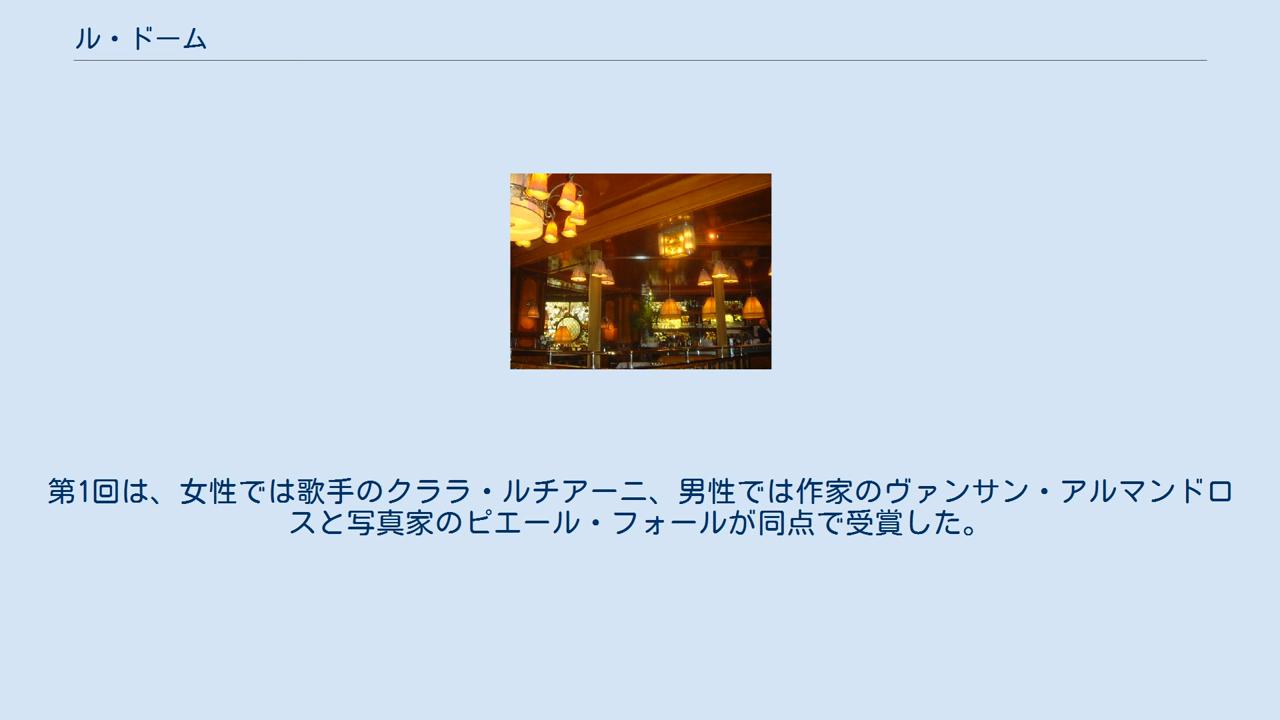 ル・ドーム
第1回は、女性では歌手のクララ・ルチアーニ、男性では作家のヴァンサン・アルマンドロ
スと写真家のピエール・フォールが同点で受賞した。